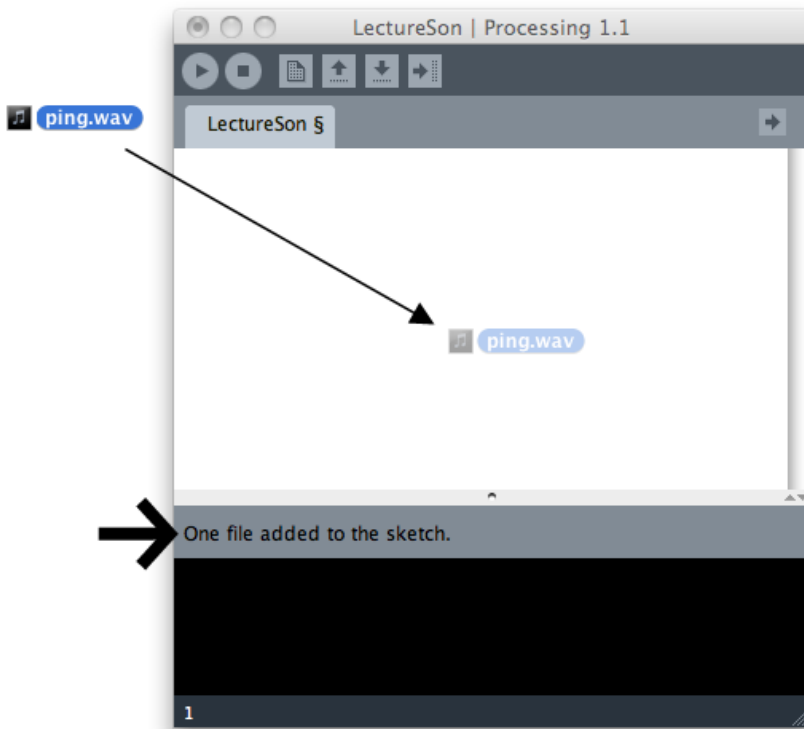 LectureSon | Processing 1.1
ping.wav
LectureSon §
ping.wav
One file added to the sketch.
1